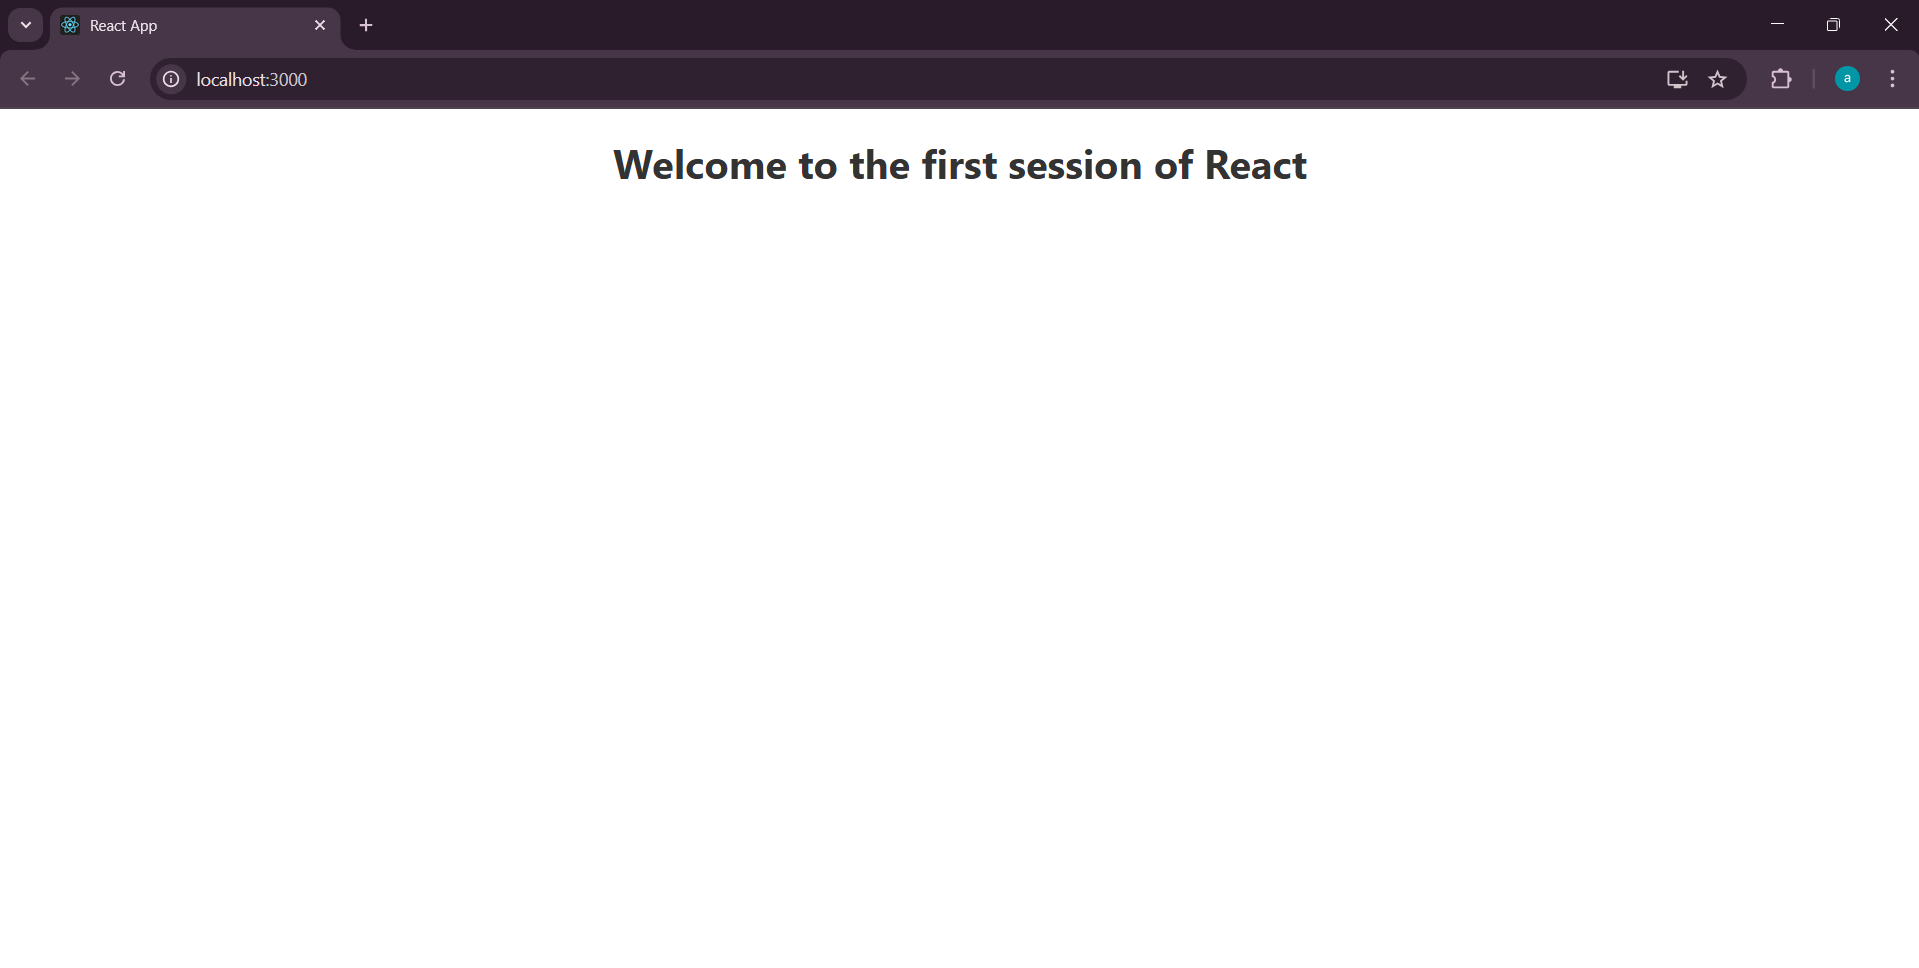 React App
localhost:3000
a
Welcome to the first session of React